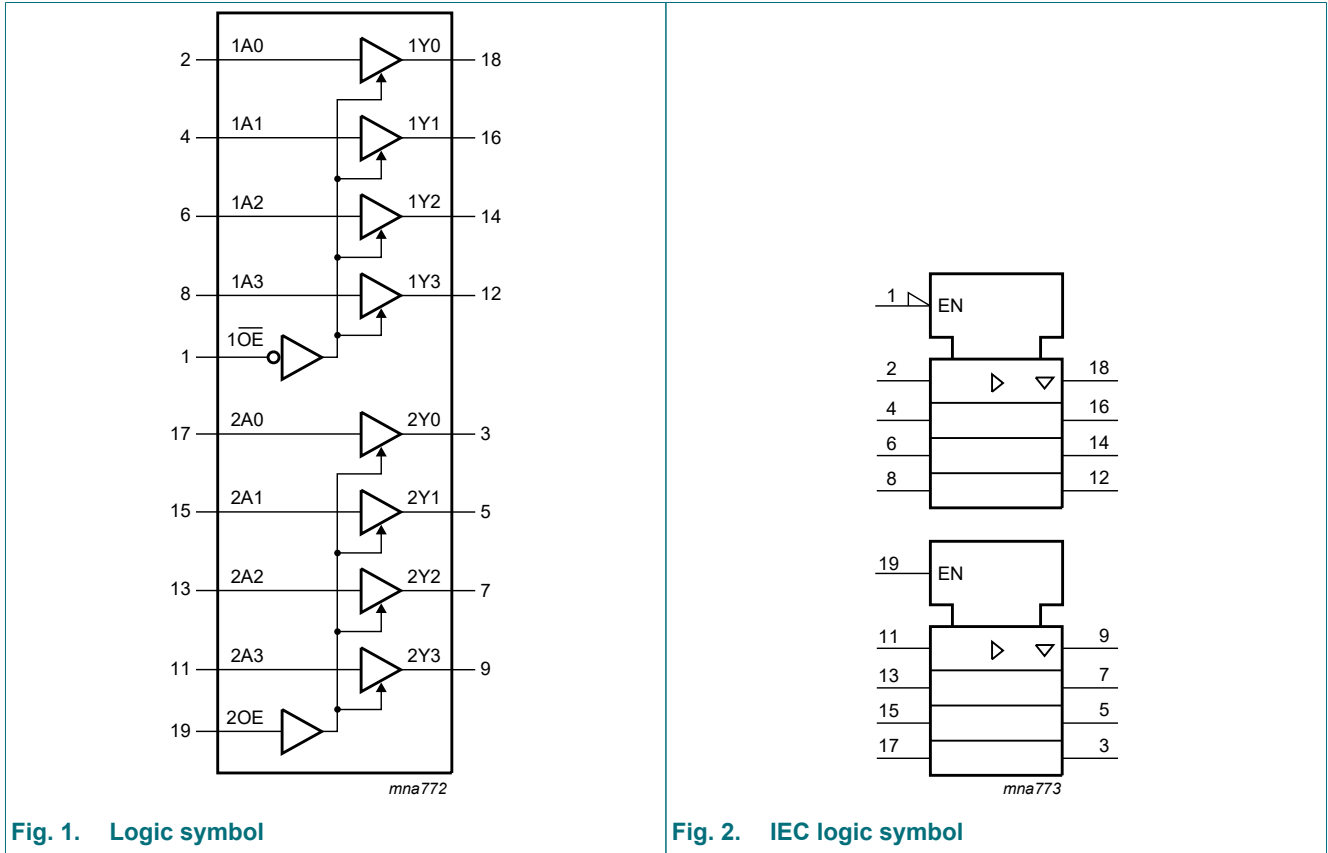 2 1A0 1Y0 18
4 1A1 1Y1 16
6 1A2 1Y2 14
8 1A3 1Y3 12
1 1O̅E̅
17 2A0 2Y0 3
15 2A1 2Y1 5
13 2A2 2Y2 7
11 2A3 2Y3 9
19 2OE
mna772
Fig. 1. Logic symbol
1 EN
2 18
4 16
6 14
8 12
19 EN
11 9
13 7
15 5
17 3
mna773
Fig. 2. IEC logic symbol